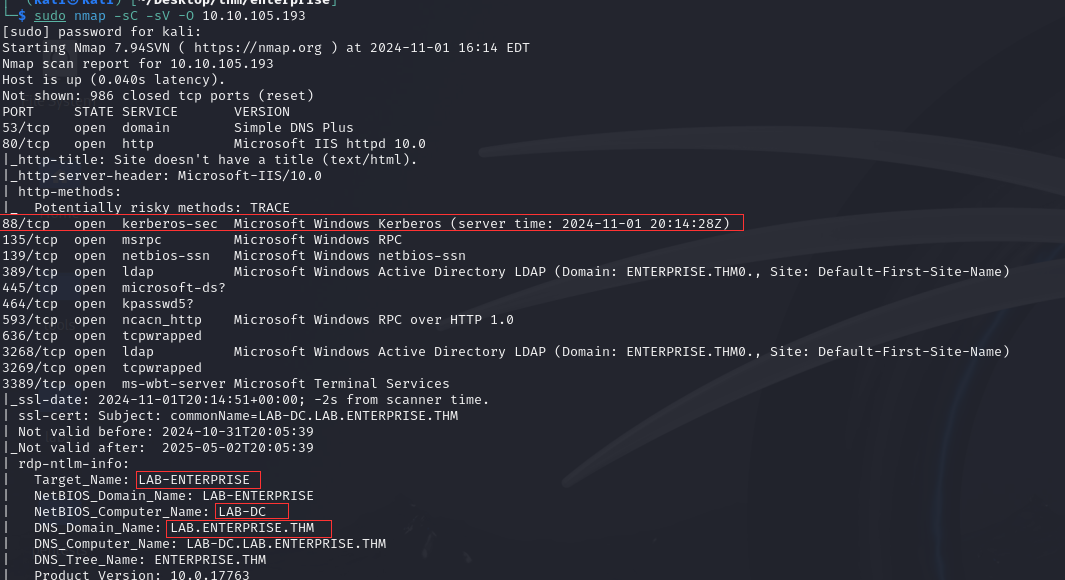 (kali㉿kali)-[~/Desktop/thm/enterprise]
└─$ sudo nmap -sC -sV -O 10.10.105.193
[sudo] password for kali:
Starting Nmap 7.94SVN ( https://nmap.org ) at 2024-11-01 16:14 EDT
Nmap scan report for 10.10.105.193
Host is up (0.040s latency).
Not shown: 986 closed tcp ports (reset)
PORT     STATE SERVICE       VERSION
53/tcp   open  domain        Simple DNS Plus
80/tcp   open  http          Microsoft IIS httpd 10.0
|_http-title: Site doesn't have a title (text/html).
|_http-server-header: Microsoft-IIS/10.0
| http-methods:
|_  Potentially risky methods: TRACE
88/tcp   open  kerberos-sec  Microsoft Windows Kerberos (server time: 2024-11-01 20:14:28Z)
135/tcp  open  msrpc         Microsoft Windows RPC
139/tcp  open  netbios-ssn   Microsoft Windows netbios-ssn
389/tcp  open  ldap          Microsoft Windows Active Directory LDAP (Domain: ENTERPRISE.THM0., Site: Default-First-Site-Name)
445/tcp  open  microsoft-ds?
464/tcp  open  kpasswd5?
593/tcp  open  ncacn_http    Microsoft Windows RPC over HTTP 1.0
636/tcp  open  tcpwrapped
3268/tcp open  ldap          Microsoft Windows Active Directory LDAP (Domain: ENTERPRISE.THM0., Site: Default-First-Site-Name)
3269/tcp open  tcpwrapped
3389/tcp open  ms-wbt-server Microsoft Terminal Services
|_ssl-date: 2024-11-01T20:14:51+00:00; -2s from scanner time.
| ssl-cert: Subject: commonName=LAB-DC.LAB.ENTERPRISE.THM
| Not valid before: 2024-10-31T20:05:39
|_Not valid after:  2025-05-02T20:05:39
| rdp-ntlm-info:
|   Target_Name: LAB-ENTERPRISE
|   NetBIOS_Domain_Name: LAB-ENTERPRISE
|   NetBIOS_Computer_Name: LAB-DC
|   DNS_Domain_Name: LAB.ENTERPRISE.THM
|   DNS_Computer_Name: LAB-DC.LAB.ENTERPRISE.THM
|   DNS_Tree_Name: ENTERPRISE.THM
|   Product_Version: 10.0.17763